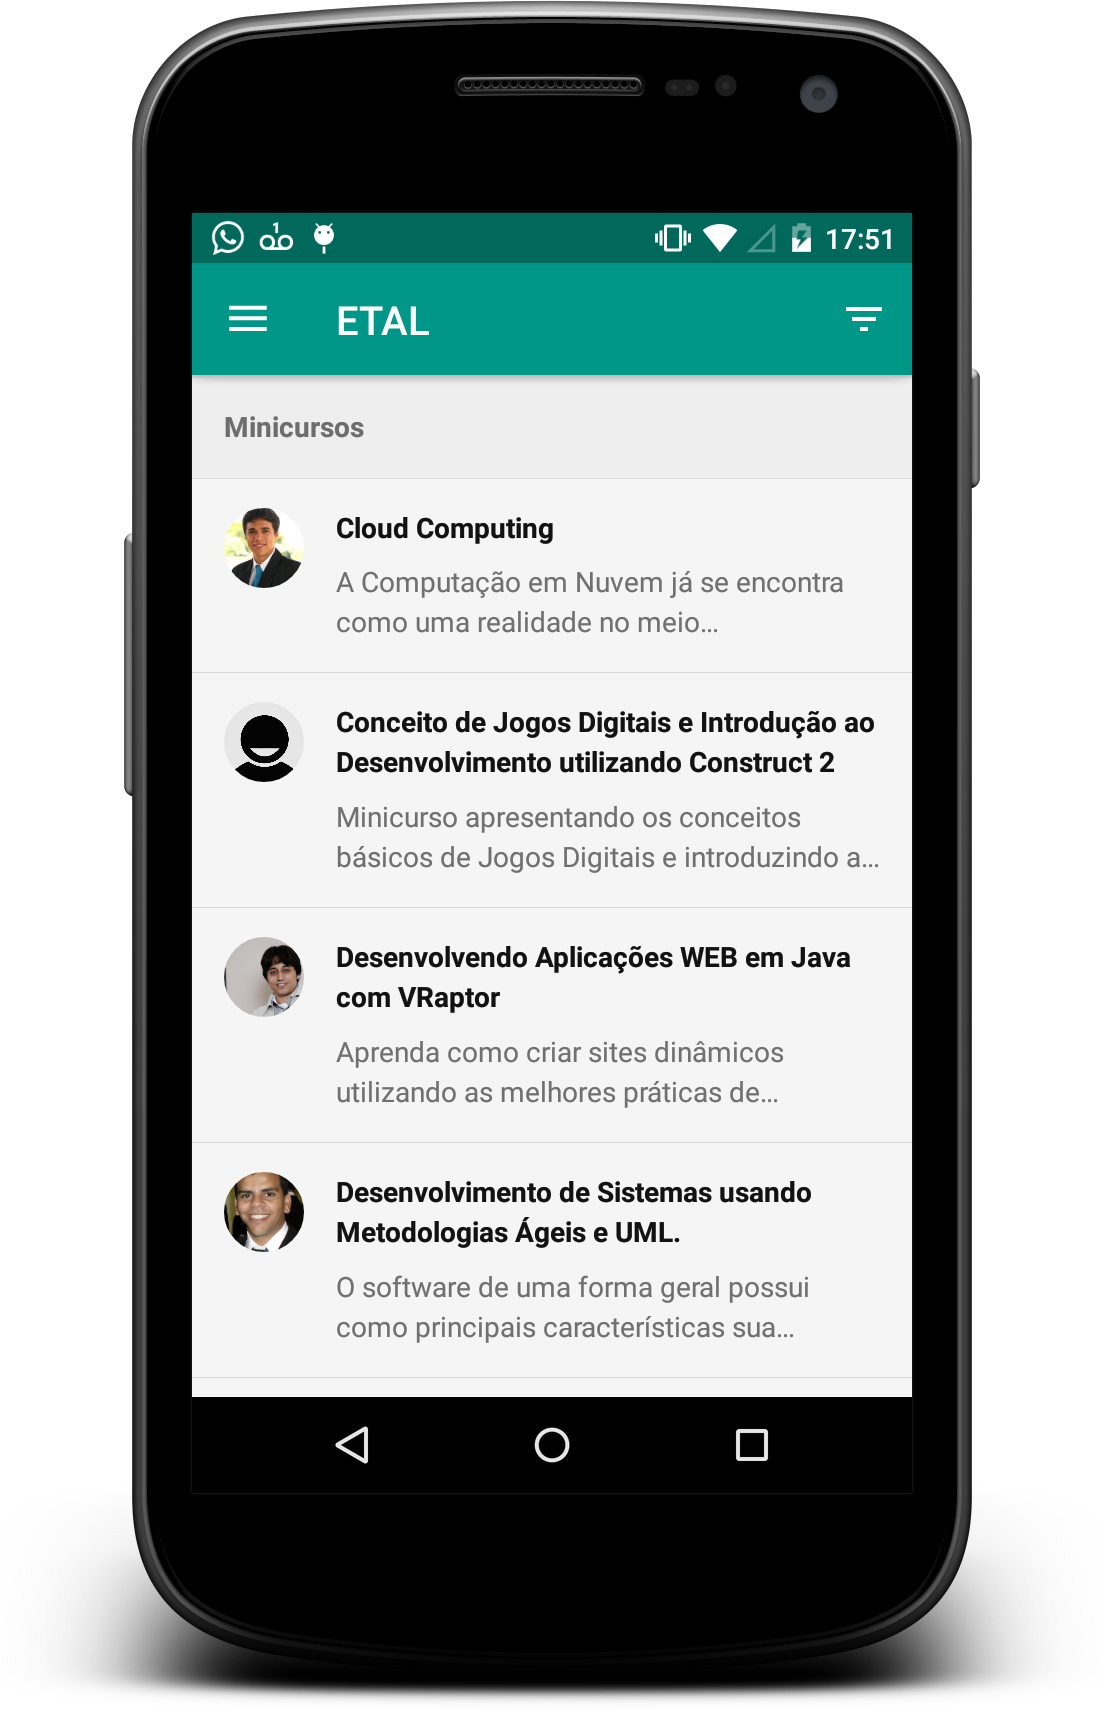 17:51
ETAL
Minicursos
Cloud Computing
A Computação em Nuvem já se encontra
como uma realidade no meio...
Conceito de Jogos Digitais e Introdução ao
Desenvolvimento utilizando Construct 2
Minicurso apresentando os conceitos
básicos de Jogos Digitais e introduzindo a...
Desenvolvendo Aplicações WEB em Java
com VRaptor
Aprenda como criar sites dinâmicos
utilizando as melhores práticas de...
Desenvolvimento de Sistemas usando
Metodologias Ágeis e UML.
O software de uma forma geral possui
como principais características sua...